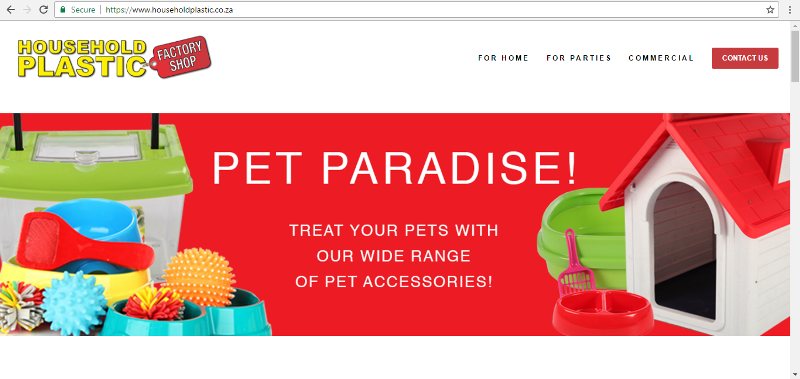 Secure | https://www.householdplastic.co.za
HOUSEHOLD
PLASTIC
FACTORY
SHOP
FOR HOME FOR PARTIES COMMERCIAL CONTACT US
PET PARADISE!
TREAT YOUR PETS WITH
OUR WIDE RANGE
OF PET ACCESSORIES!